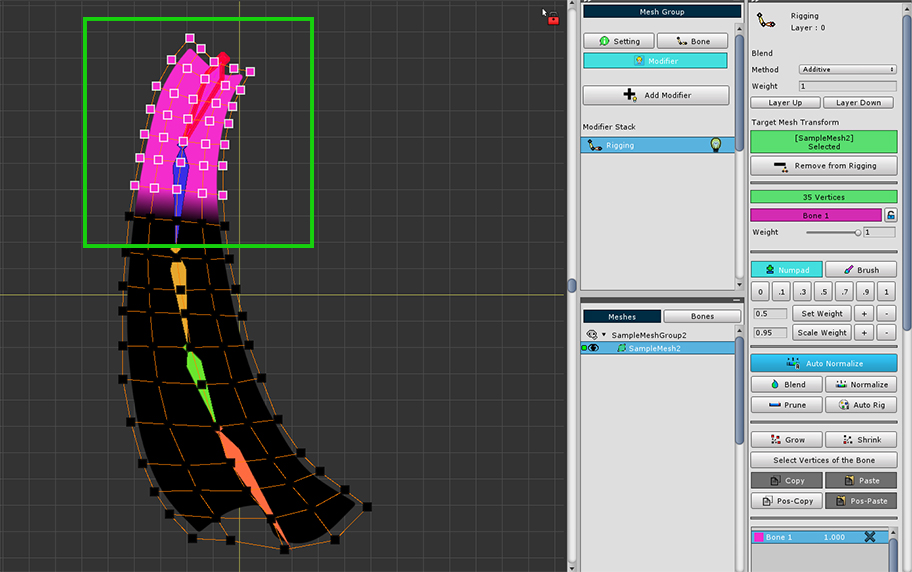 Mesh Group
Setting
Bone
Modifier
Add Modifier
Modifier Stack
Rigging
Meshes
Bones
SampleMeshGroup2
SampleMesh2
Rigging
Layer : 0
Blend
Method
Additive
Weight
1
Layer Up
Layer Down
Target Mesh Transform
[SampleMesh2]
Selected
Remove from Rigging
35 Vertices
Bone 1
Weight
1
Numpad
Brush
0 .1 .3 .5 .7 .9 1
0.5 Set Weight + -
0.95 Scale Weight + -
Auto Normalize
Blend
Normalize
Prune
Auto Rig
Grow
Shrink
Select Vertices of the Bone
Copy
Paste
Pos-Copy
Pos-Paste
Bone 1 1.000